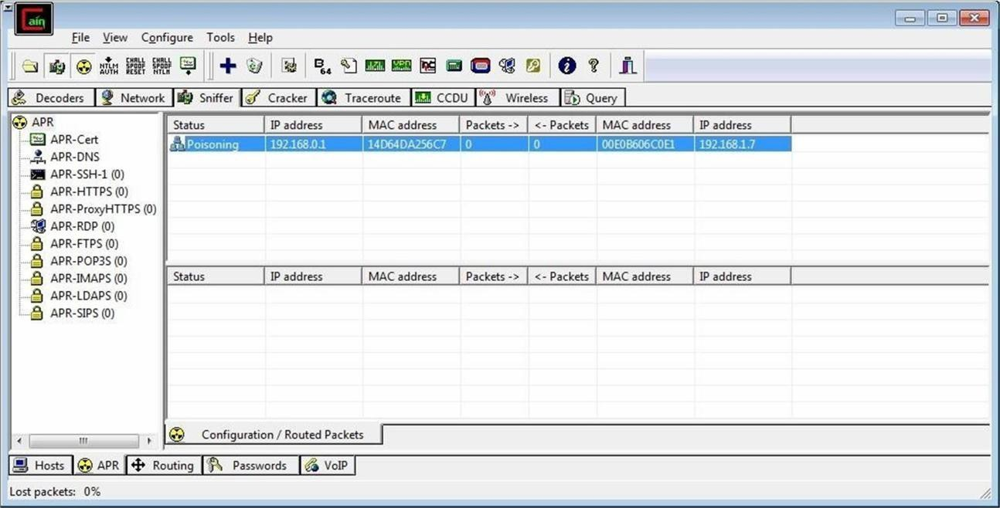 Cain
File View Configure Tools Help
NTLM AUTH CHALL SPOOF RESET CHALL SPOOF NTLM B 64
Decoders Network Sniffer Cracker Traceroute CCDU Wireless Query
APR
APR-Cert
APR-DNS
APR-SSH-1 (0)
APR-HTTPS (0)
APR-ProxyHTTPS (0)
APR-RDP (0)
APR-FTPS (0)
APR-POP3S (0)
APR-IMAPS (0)
APR-LDAPS (0)
APR-SIPS (0)
Status IP address MAC address Packets -> <- Packets MAC address IP address
Poisoning 192.168.0.1 14D64DA256C7 0 0 00E0B606C0E1 192.168.1.7
Status IP address MAC address Packets -> <- Packets MAC address IP address
Configuration / Routed Packets
Hosts APR Routing Passwords VoIP
Lost packets: 0%